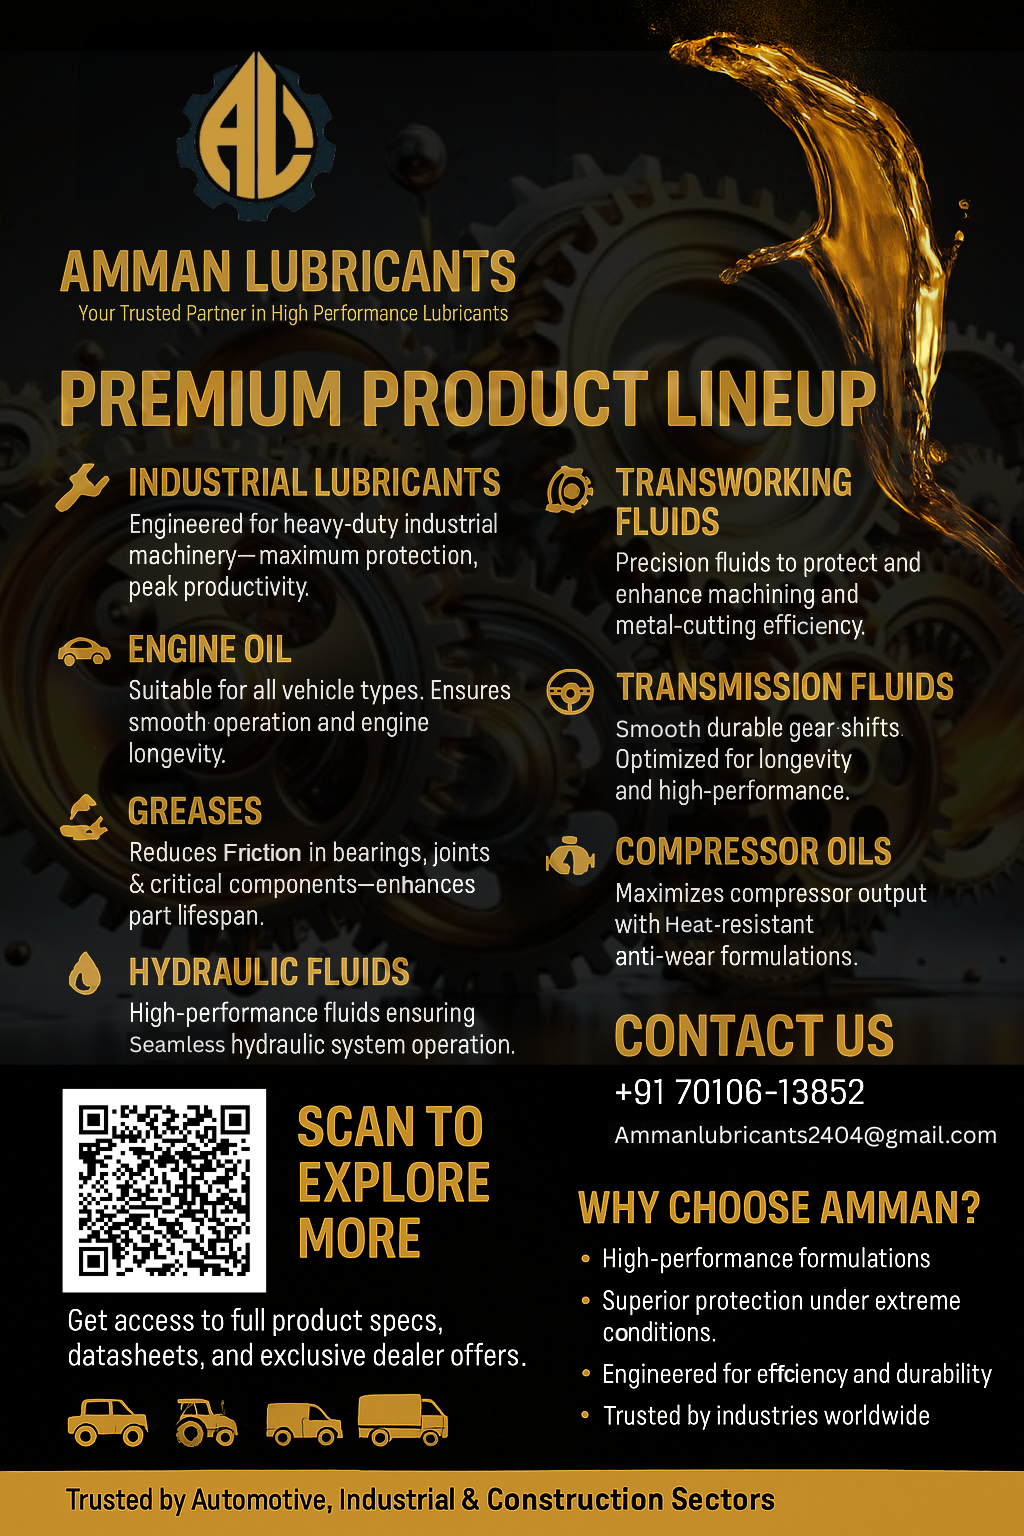 AL
AMMAN LUBRICANTS
Your Trusted Partner in High Performance Lubricants
PREMIUM PRODUCT LINEUP
INDUSTRIAL LUBRICANTS
Engineered for heavy-duty industrial
machinery—maximum protection,
peak productivity.
ENGINE OIL
Suitable for all vehicle types. Ensures
smooth operation and engine
longevity.
GREASES
Reduces Friction in bearings, joints
& critical components—enhances
part lifespan.
HYDRAULIC FLUIDS
High-performance fluids ensuring
Seamless hydraulic system operation.
TRANSWORKING
FLUIDS
Precision fluids to protect and
enhance machining and
metal-cutting efficiency.
TRANSMISSION FLUIDS
Smooth durable gear shifts.
Optimized for longevity
and high-performance.
COMPRESSOR OILS
Maximizes compressor output
with Heat-resistant
anti-wear formulations.
CONTACT US
+91 70106-13852
Ammanlubricants2404@gmail.com
SCAN TO
EXPLORE
MORE
Get access to full product specs,
datasheets, and exclusive dealer offers.
WHY CHOOSE AMMAN?
• High-performance formulations
• Superior protection under extreme
conditions.
• Engineered for effciency and durability
• Trusted by industries worldwide
Trusted by Automotive, Industrial & Construction Sectors